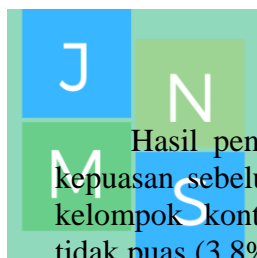 J
N
M
S
Hasil pen
kepuasan sebelu
kelompok kont
tidak puas (3,8%